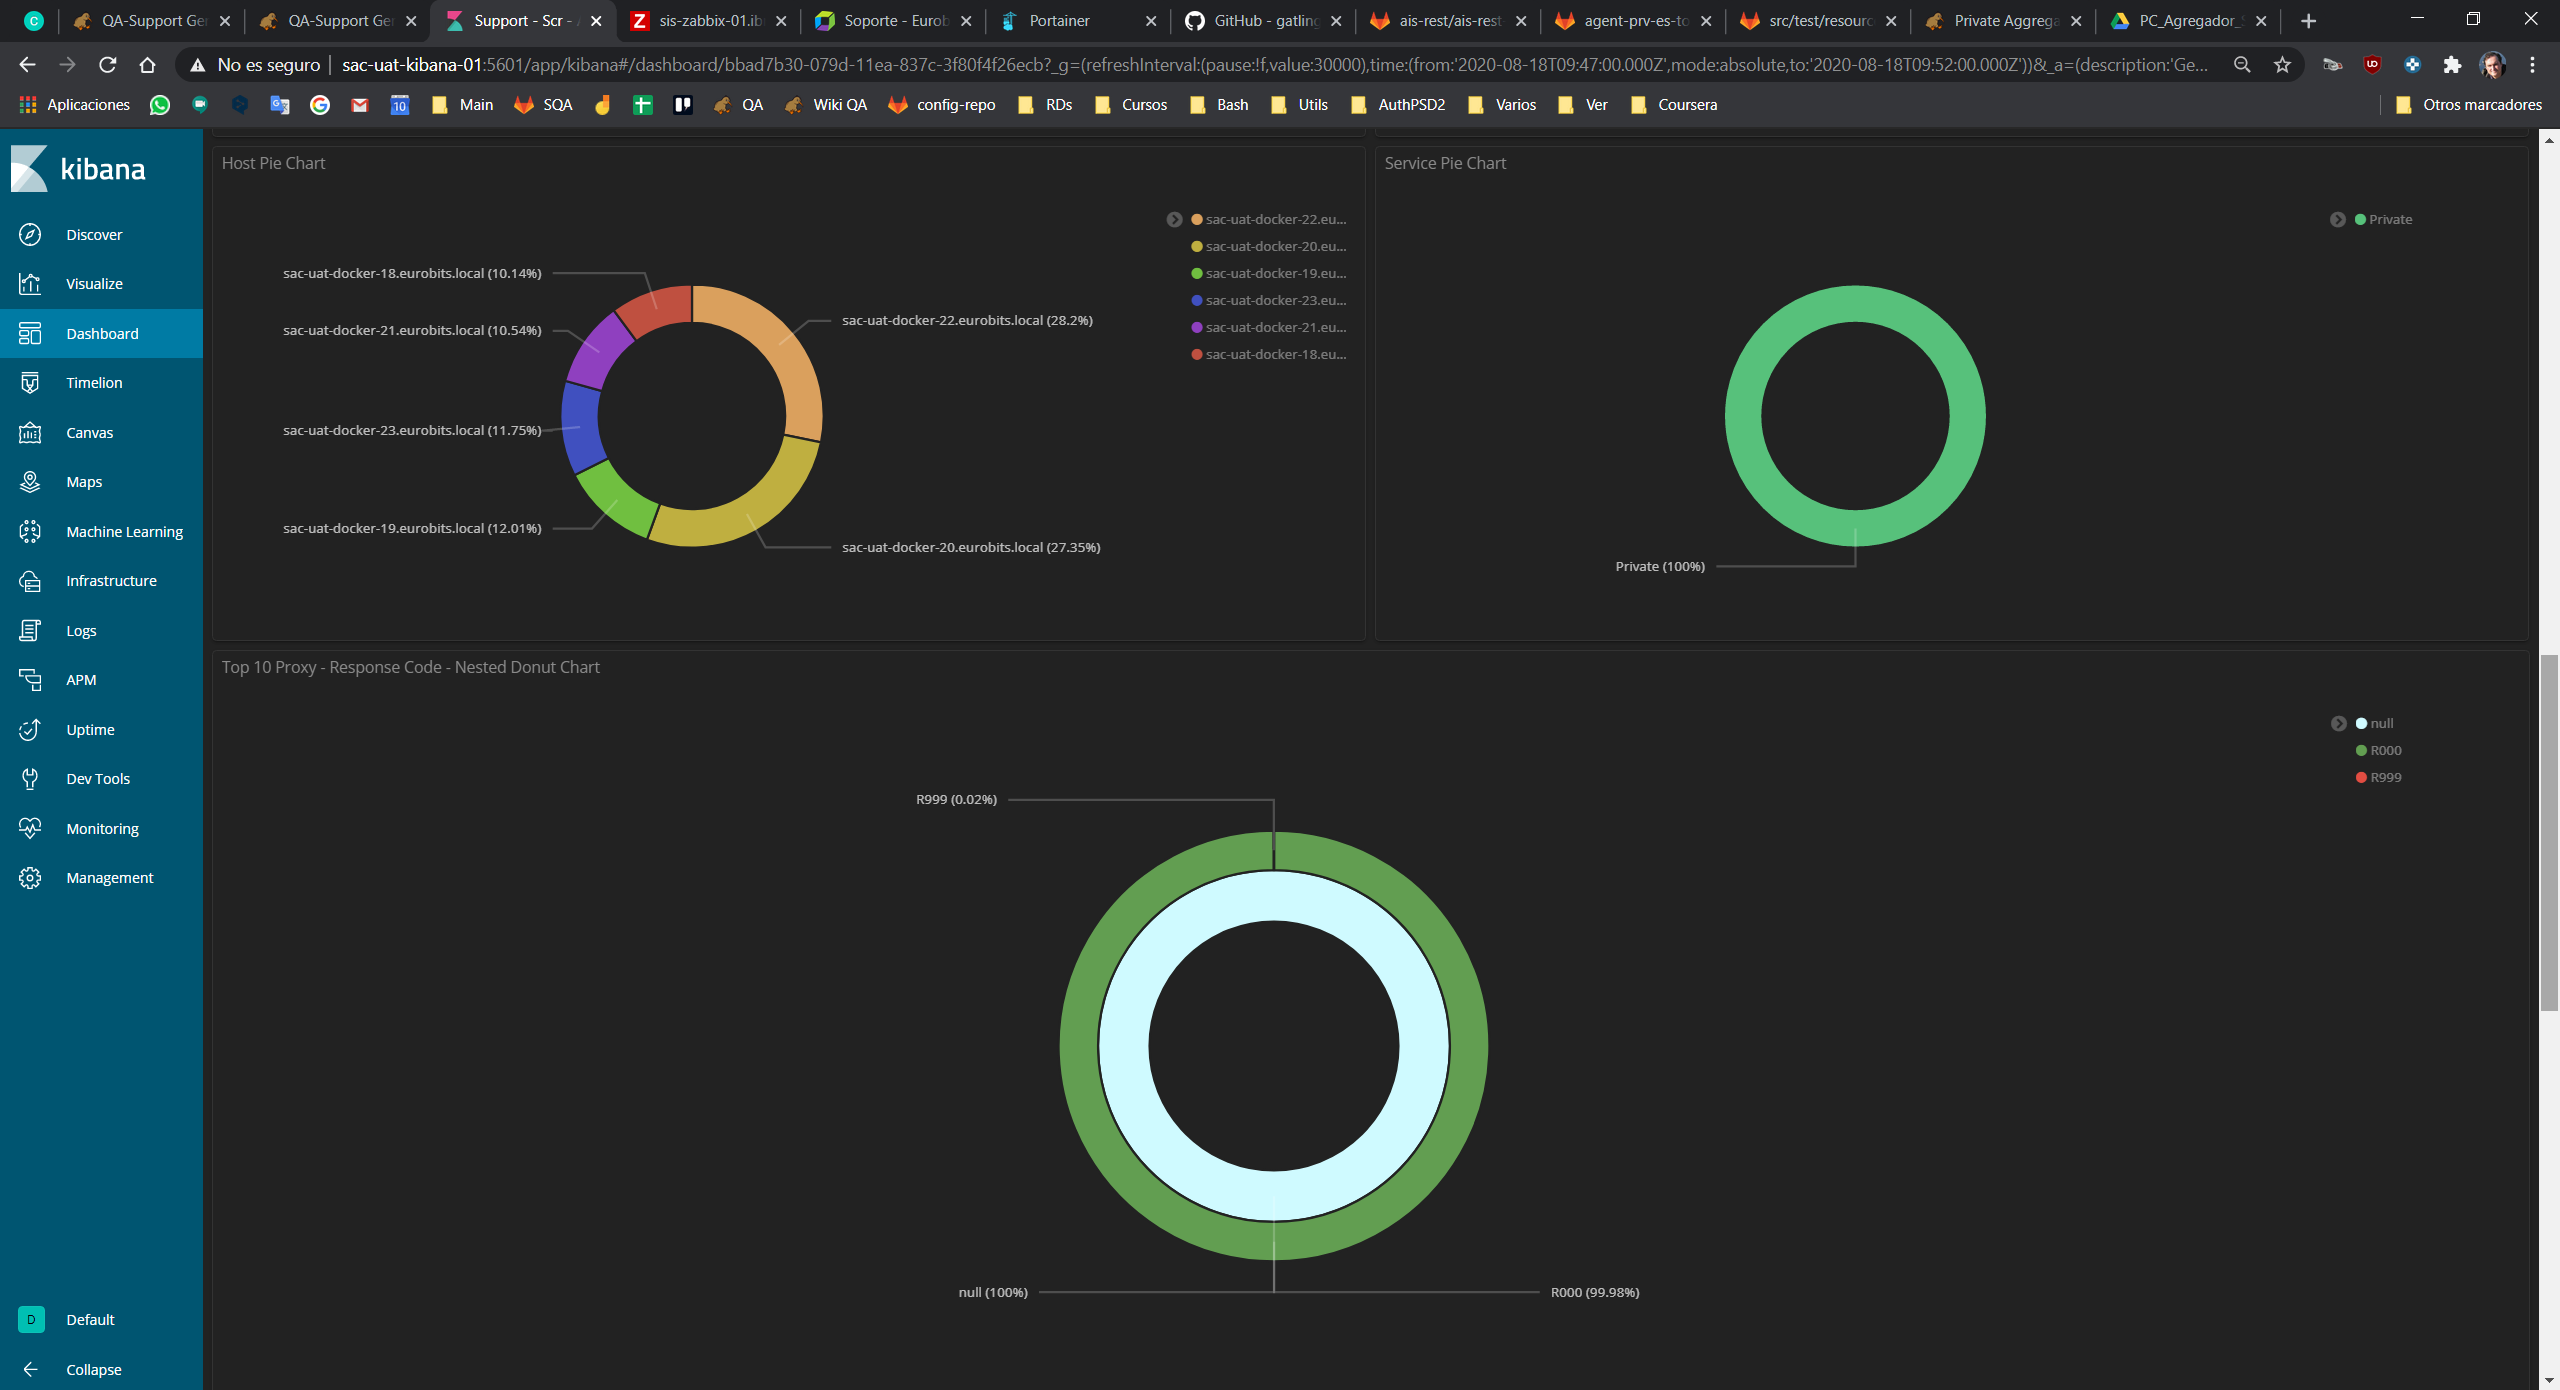 C
QA-Support Ger
QA-Support Ger
Support - Scr - A
Z sis-zabbix-01.ib
Soporte - Eurob
Portainer
GitHub - gatling
ais-rest/ais-rest
agent-prv-es-to
src/test/resourc
Private Aggrega
PC_Agregador_S
No es seguro
sac-uat-kibana-01:5601/app/kibana#/dashboard/bbad7b30-079d-11ea-837c-3f80f4f26ecb?_g=(refreshInterval:(pause:!f,value:30000),time:(from:'2020-08-18T09:47:00.000Z',mode:absolute,to:'2020-08-18T09:52:00.000Z'))&_a=(description:'Ge...
Aplicaciones
10
Main
SQA
QA
Wiki QA
config-repo
RDs
Cursos
Bash
Utils
AuthPSD2
Varios
Ver
Coursera
Otros marcadores
kibana
Discover
Visualize
Dashboard
Timelion
Canvas
Maps
Machine Learning
Infrastructure
Logs
APM
Uptime
Dev Tools
Monitoring
Management
D Default
Collapse
Host Pie Chart
sac-uat-docker-22.eu...
sac-uat-docker-20.eu...
sac-uat-docker-19.eu...
sac-uat-docker-23.eu...
sac-uat-docker-21.eu...
sac-uat-docker-18.eu...
sac-uat-docker-18.eurobits.local (10.14%)
sac-uat-docker-22.eurobits.local (28.2%)
sac-uat-docker-21.eurobits.local (10.54%)
sac-uat-docker-23.eurobits.local (11.75%)
sac-uat-docker-19.eurobits.local (12.01%)
sac-uat-docker-20.eurobits.local (27.35%)
Service Pie Chart
Private
Private (100%)
Top 10 Proxy - Response Code - Nested Donut Chart
null
R000
R999
R999 (0.02%)
null (100%)
R000 (99.98%)